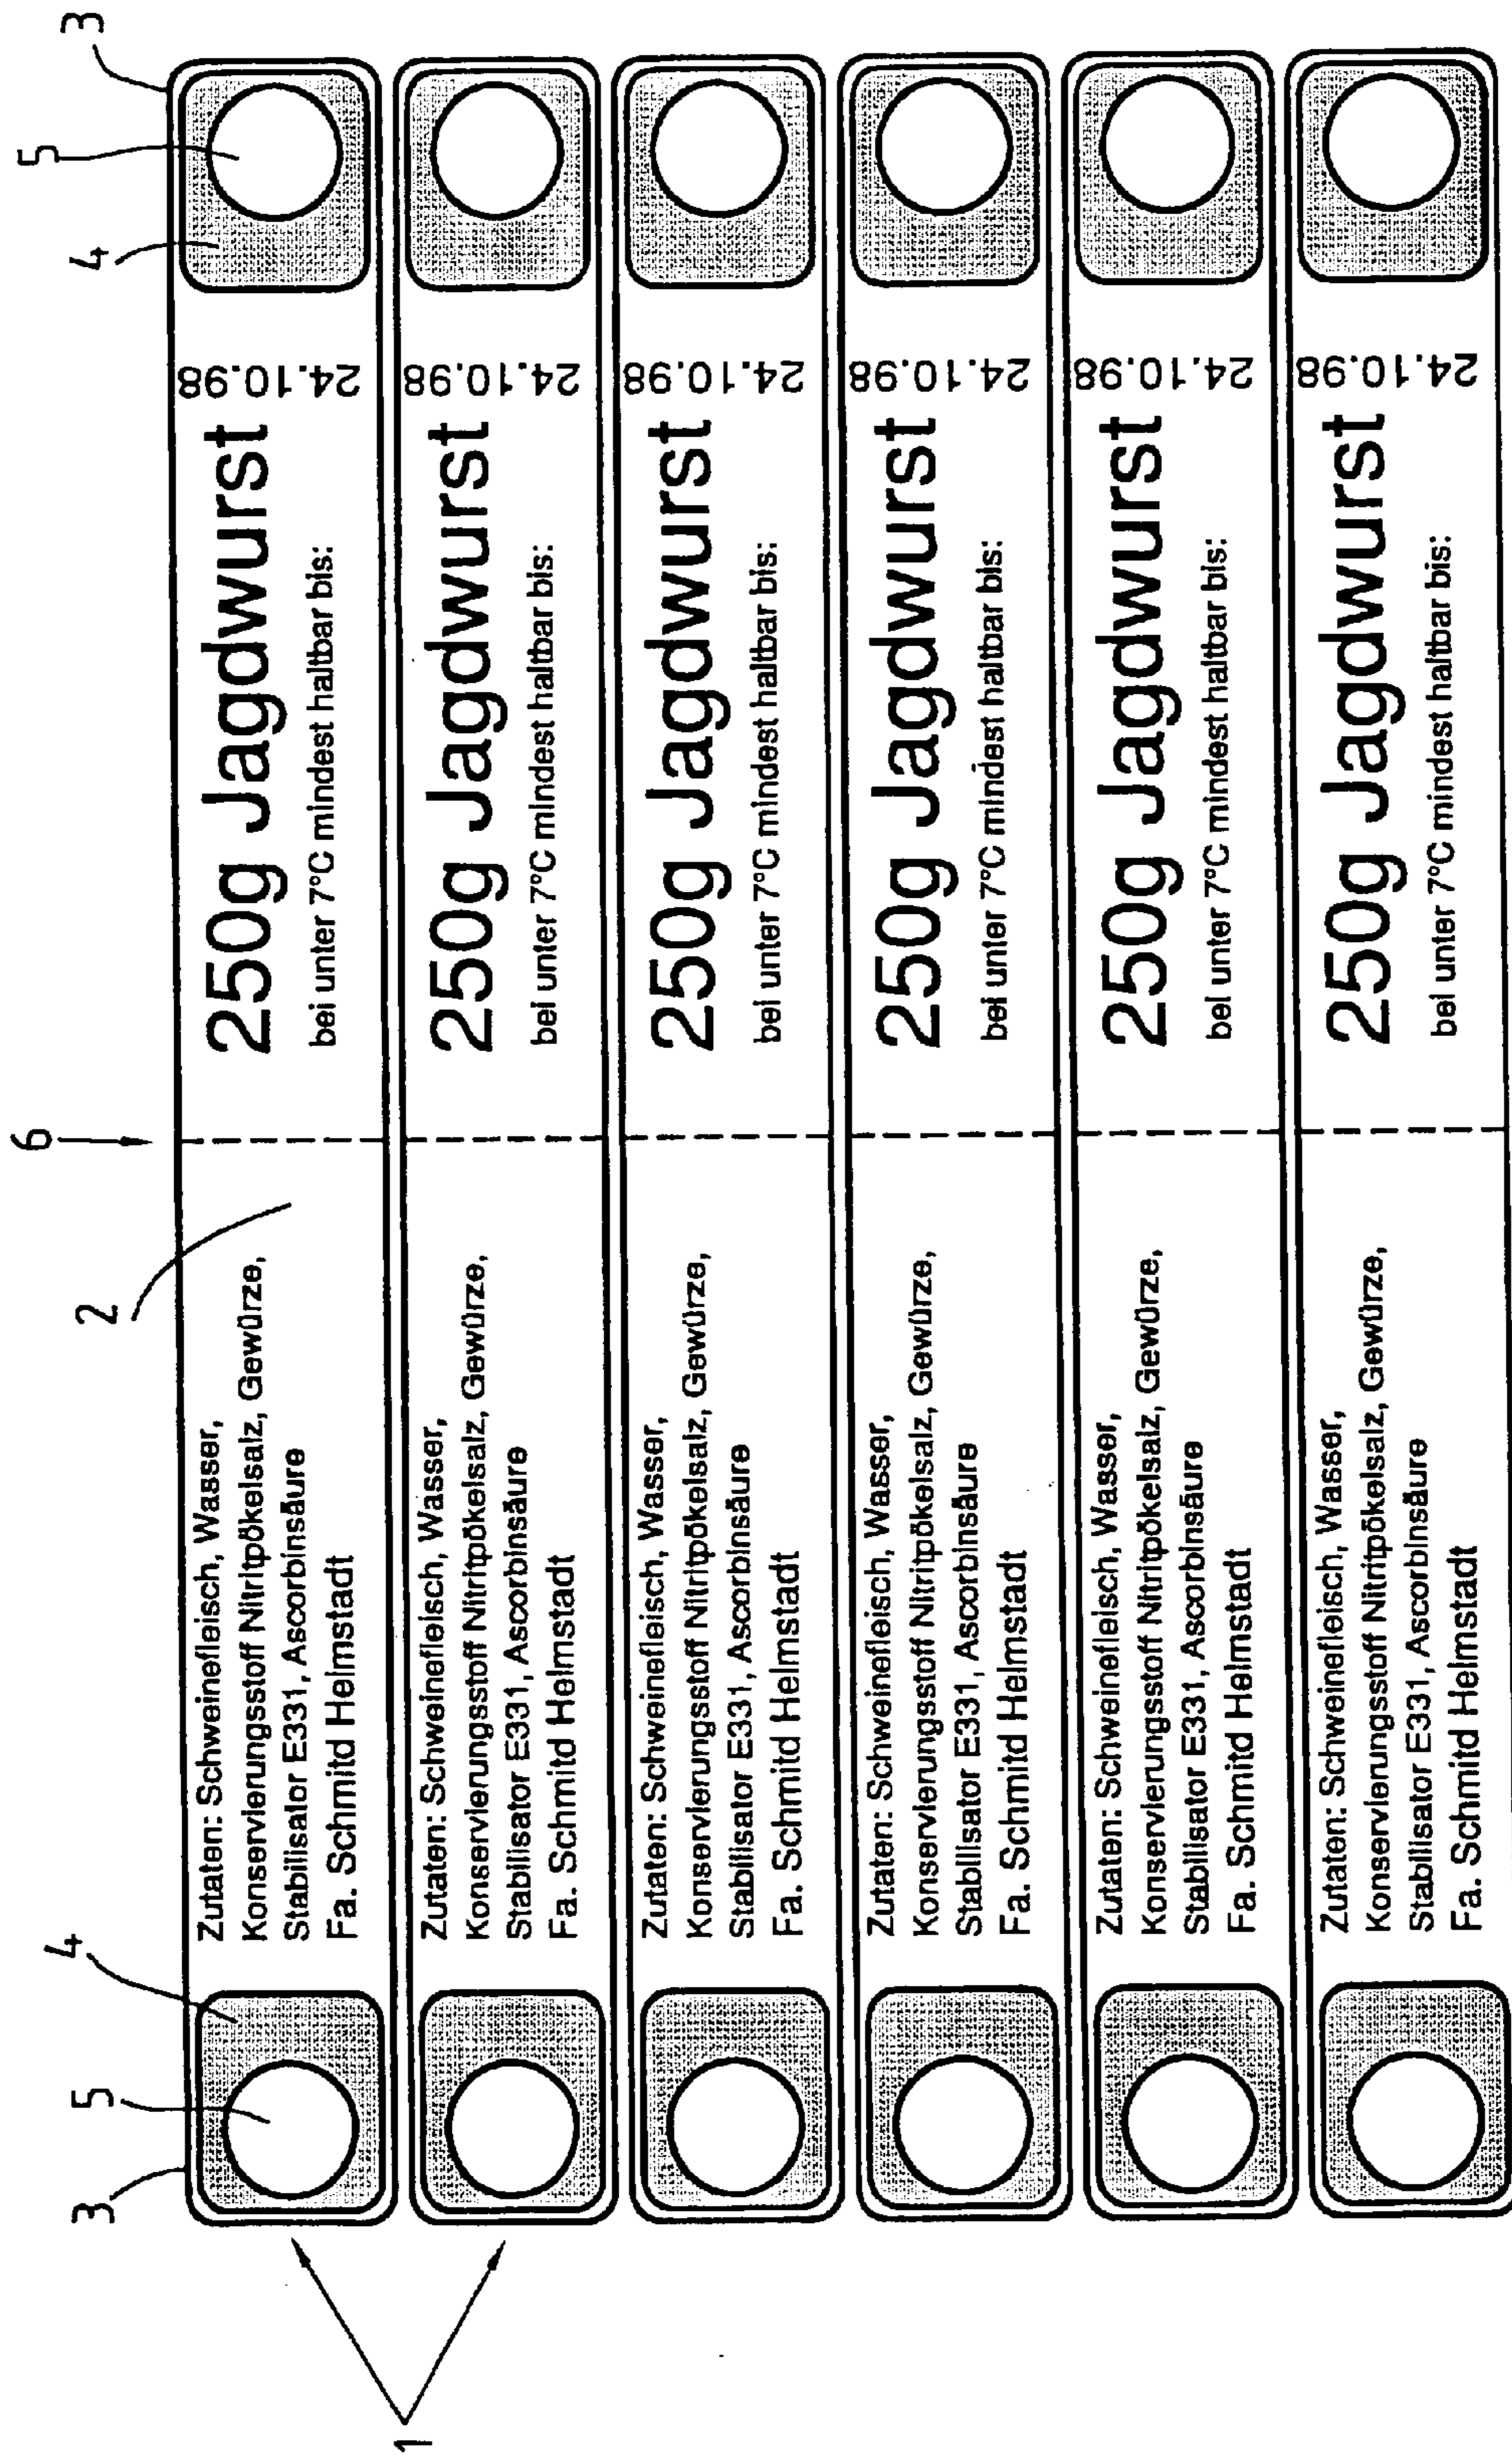 3
5
4
2
6
4
5
3
1
Zutaten: Schweinefleisch, Wasser,
Konservierungsstoff Nitritpökelsalz, Gewürze,
Stabilisator E331, Ascorbinsäure
Fa. Schmitd Helmstadt
250g Jagdwurst
bei unter 7°C mindest haltbar bis:
24.10.98
Zutaten: Schweinefleisch, Wasser,
Konservierungsstoff Nitritpökelsalz, Gewürze,
Stabilisator E331, Ascorbinsäure
Fa. Schmitd Helmstadt
250g Jagdwurst
bei unter 7°C mindest haltbar bis:
24.10.98
Zutaten: Schweinefleisch, Wasser,
Konservierungsstoff Nitritpökelsalz, Gewürze,
Stabilisator E331, Ascorbinsäure
Fa. Schmitd Helmstadt
250g Jagdwurst
bei unter 7°C mindest haltbar bis:
24.10.98
Zutaten: Schweinefleisch, Wasser,
Konservierungsstoff Nitritpökelsalz, Gewürze,
Stabilisator E331, Ascorbinsäure
Fa. Schmitd Helmstadt
250g Jagdwurst
bei unter 7°C mindest haltbar bis:
24.10.98
Zutaten: Schweinefleisch, Wasser,
Konservierungsstoff Nitritpökelsalz, Gewürze,
Stabilisator E331, Ascorbinsäure
Fa. Schmitd Helmstadt
250g Jagdwurst
bei unter 7°C mindest haltbar bis:
24.10.98
Zutaten: Schweinefleisch, Wasser,
Konservierungsstoff Nitritpökelsalz, Gewürze,
Stabilisator E331, Ascorbinsäure
Fa. Schmitd Helmstadt
250g Jagdwurst
bei unter 7°C mindest haltbar bis:
24.10.98